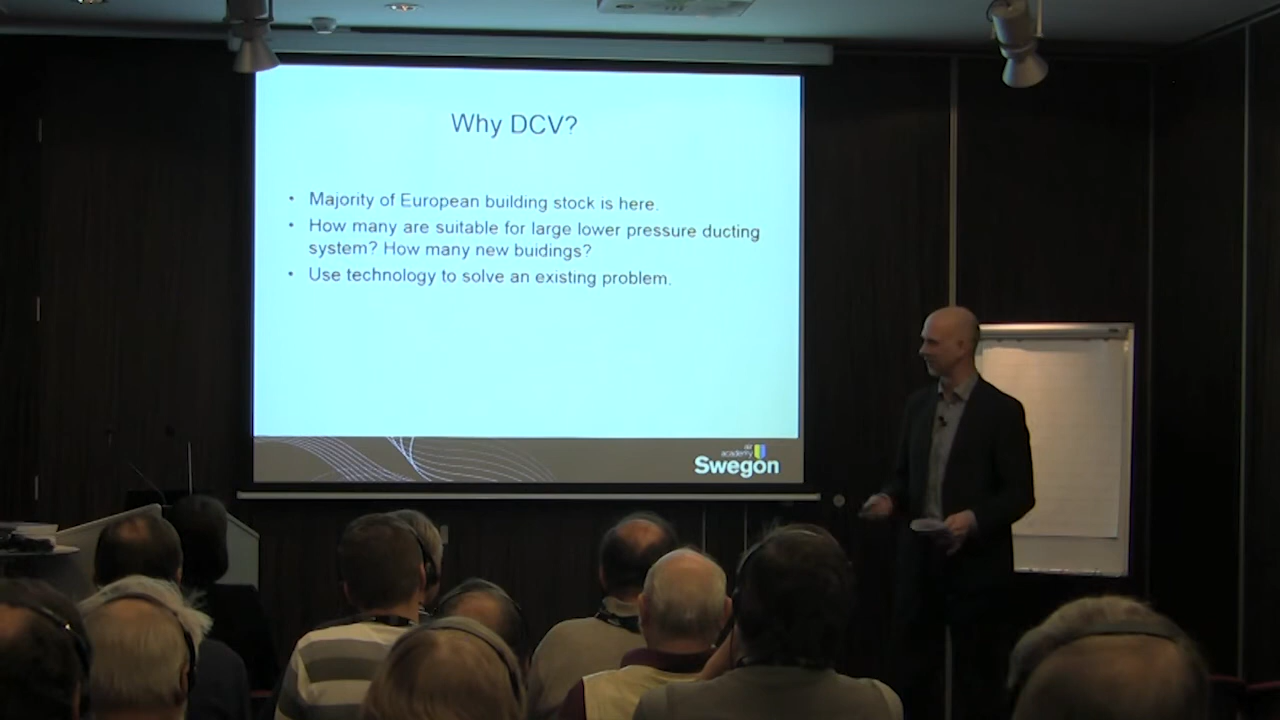 Why DCV?
• Majority of European building stock is here.
• How many are suitable for large lower pressure ducting
system? How many new buidings?
• Use technology to solve an existing problem.
air
academy
Swegon